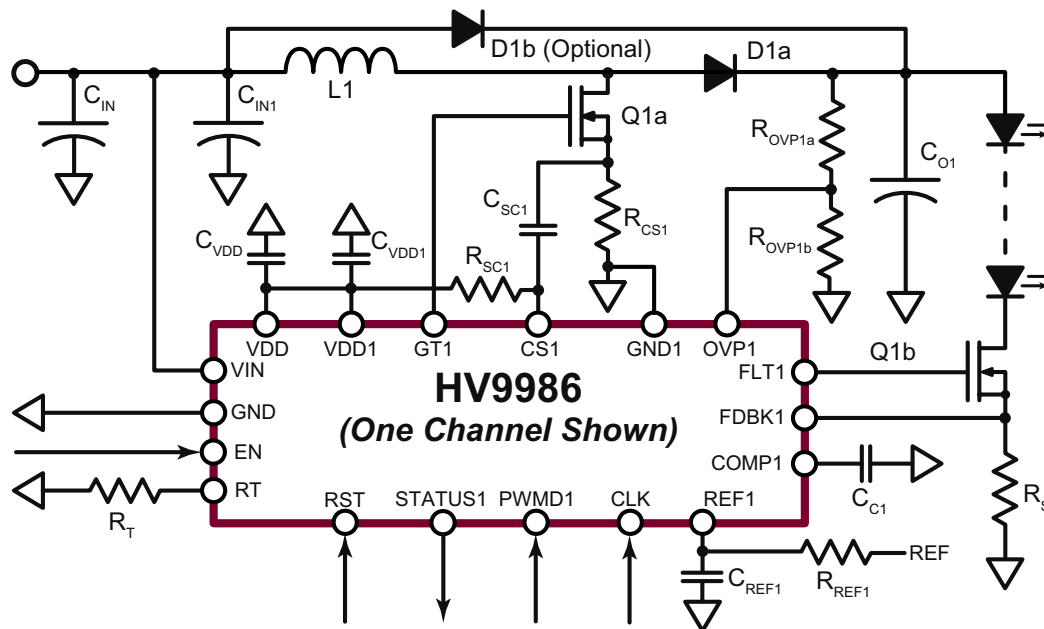 D1b (Optional)
D1a
L1
C_IN
C_IN1
Q1a
R_OVP1a
C_O1
C_SC1
R_CS1
C_VDD
C_VDD1
R_SC1
R_OVP1b
VDD
VDD1
GT1
CS1
GND1
OVP1
VIN
HV9986
FLT1
Q1b
GND
(One Channel Shown)
FDBK1
EN
COMP1
RT
C_C1
R_T
RST
STATUS1
PWMD1
CLK
REF1
C_REF1
R_REF1
REF